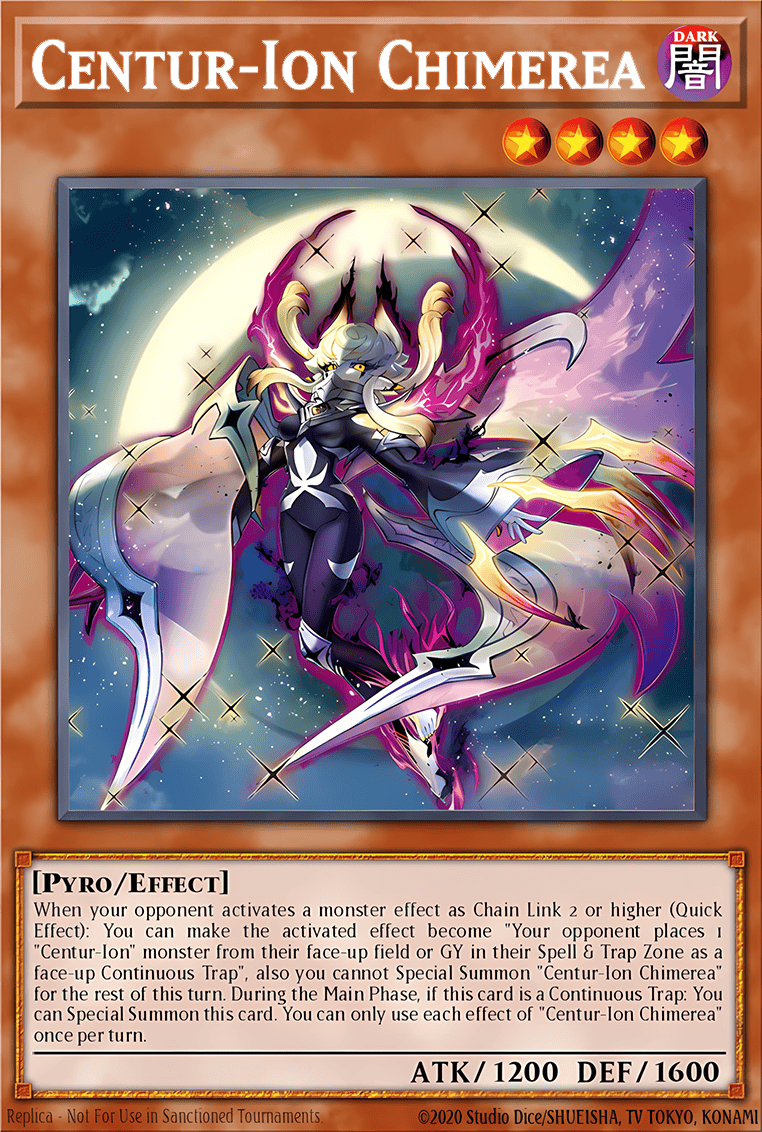 Centur-Ion Chimerea
DARK
闇
[Pyro/Effect]
When your opponent activates a monster effect as Chain Link 2 or higher (Quick
Effect): You can make the activated effect become "Your opponent places 1
"Centur-Ion" monster from their face-up field or GY in their Spell & Trap Zone as a
face-up Continuous Trap", also you cannot Special Summon "Centur-Ion Chimerea"
for the rest of this turn. During the Main Phase, if this card is a Continuous Trap: You
can Special Summon this card. You can only use each effect of "Centur-Ion Chimerea"
once per turn.
ATK/1200 DEF/1600
Replica - Not For Use in Sanctioned Tournaments.
©2020 Studio Dice/SHUEISHA, TV TOKYO, KONAMI